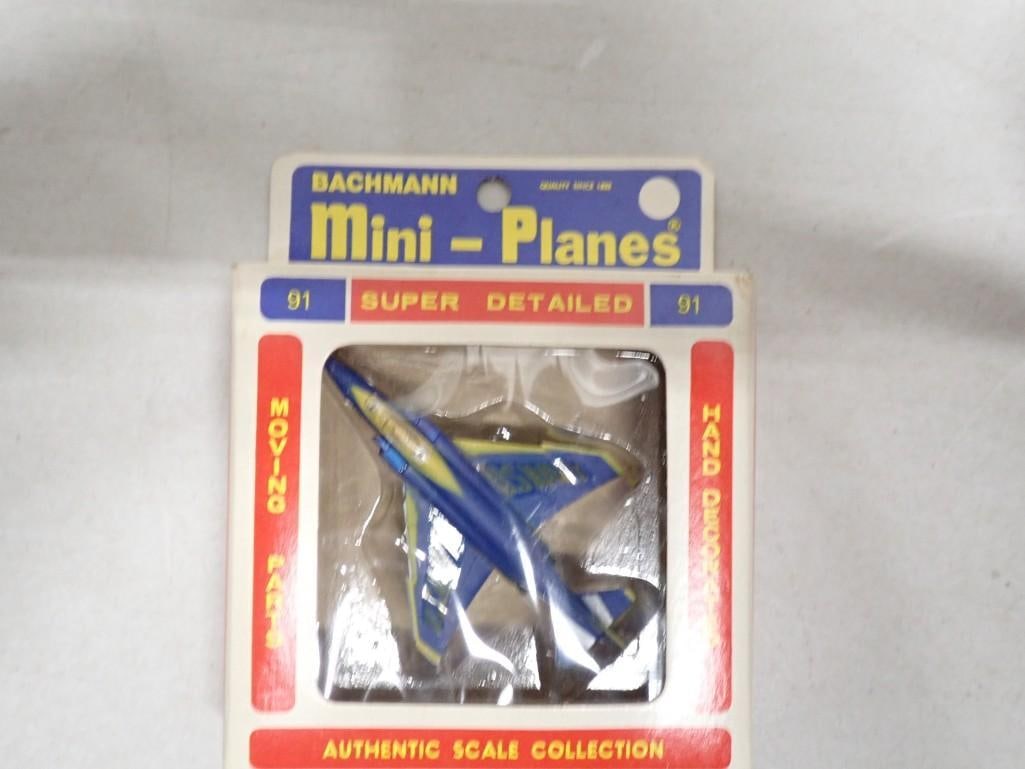 BACHMANN
QUALITY SINCE 1833
Mini - Planes®
91 SUPER DETAILED 91
MOVING PARTS
HAND DECORATED
AUTHENTIC SCALE COLLECTION